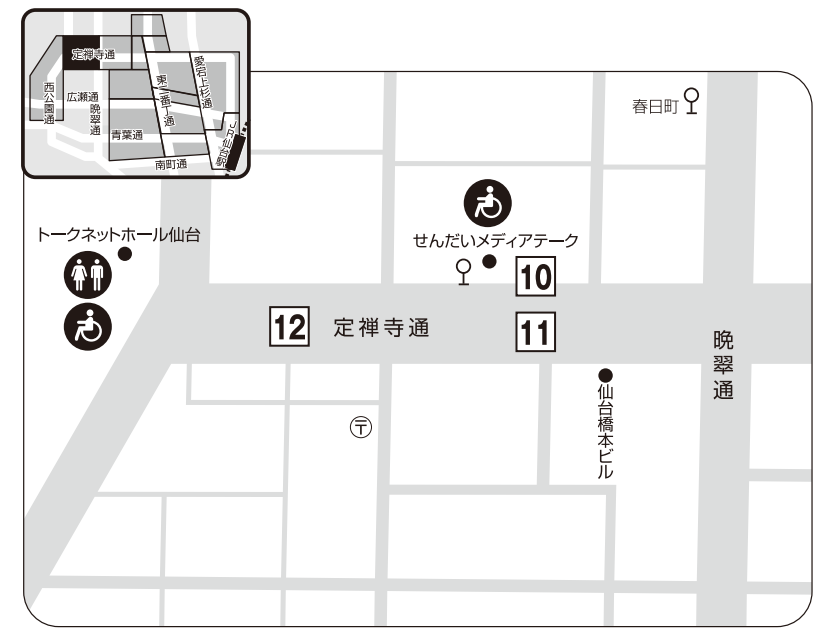 定禅寺通
愛宕上杉通
東二番丁通
西公園通
広瀬通
晩翠通
青葉通
JR仙台駅
南町通
春日町
トークネットホール仙台
せんだいメディアテーク
10
12
定禅寺通
11
晩翠通
仙台橋本ビル
〒